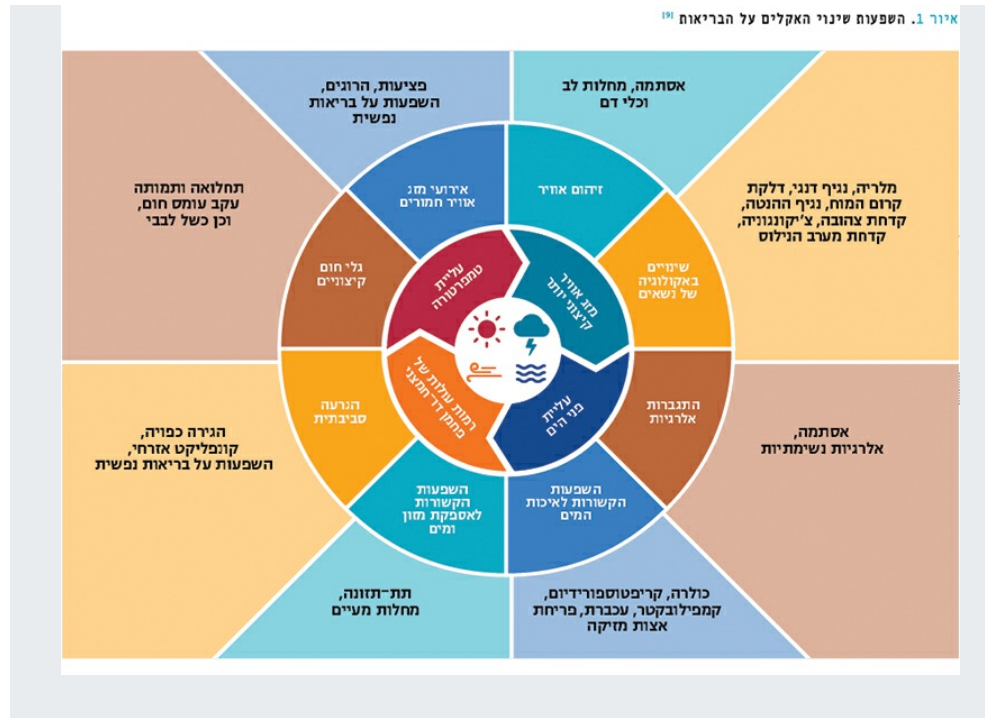 איור 1. השפעות שינוי האקלים על הבריאות [9]
אסתמה, מחלות לב
וכלי דם
פציעות, הרוגים,
השפעות על בריאות
נפשית
מלריה, נגיף דנגי, דלקת
קרום המוח, נגיף ההנטה,
קדחת צהובה, צ'יקונגוניה,
קדחת מערב הנילוס
תחלואה ותמותה
עקב עומס חום,
וכן כשל לבבי
זיהום אוויר
אירועי מזג
אוויר חמורים
שינויים
באקולוגיה
של נשאים
גלי חום
קיצוניים
מזג אוויר
קיצוני יותר
עליית
טמפרטורה
עליית
פני הים
רמות עולות של
פחמן דו-חמצני
התגברות
אלרגיות
הגרעה
סביבתית
השפעות
הקשורות לאיכות
המים
השפעות
הקשורות
לאספקת מזון
ומים
אסתמה,
אלרגיות נשימתיות
הגירה כפויה,
קונפליקט אזרחי,
השפעות על בריאות נפשית
כולרה, קריפטוספורידיום,
קמפילובקטר, עכברת, פריחת
אצות מזיקה
תת-תזונה,
מחלות מעיים